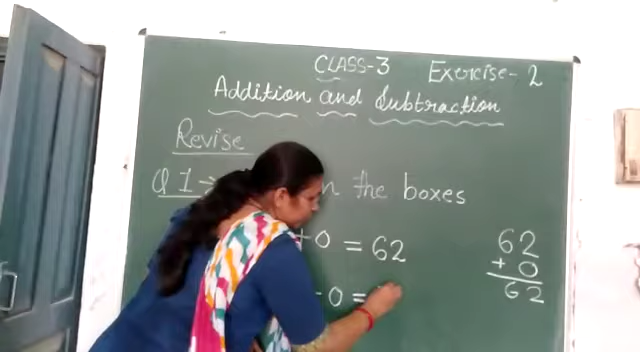 CLASS-3 Exercise-2
Addition and Subtraction
Revise
Q 1→ the boxes
+0 = 62
0 =
62
+ 0
62